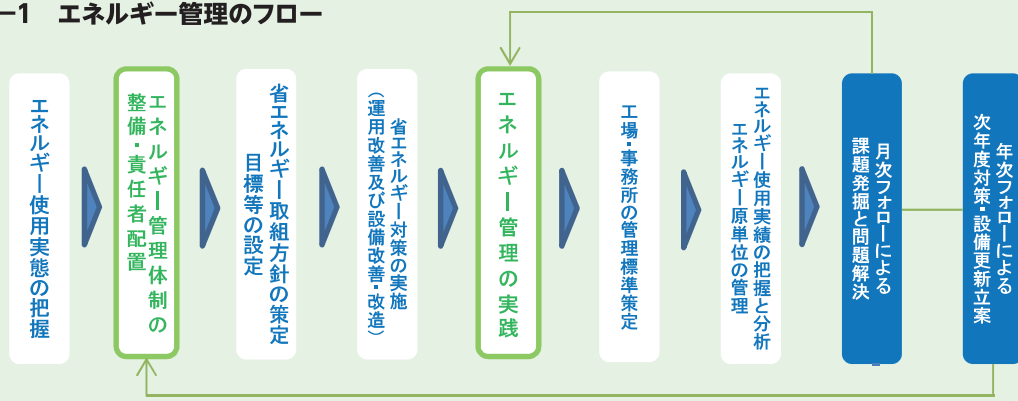 −1 エネルギー管理のフロー
エネルギー使用実態の把握
エネルギー管理体制の
整備・責任者配置
省エネルギー取組方針の策定
目標等の設定
省エネルギー対策の実施
（運用改善及び設備改善・改造）
エネルギー管理の実践
工場・事務所の管理標準策定
エネルギー使用実績の把握と分析
エネルギー原単位の管理
月次フォローによる
課題発掘と問題解決
年次フォローによる
次年度対策・設備更新立案